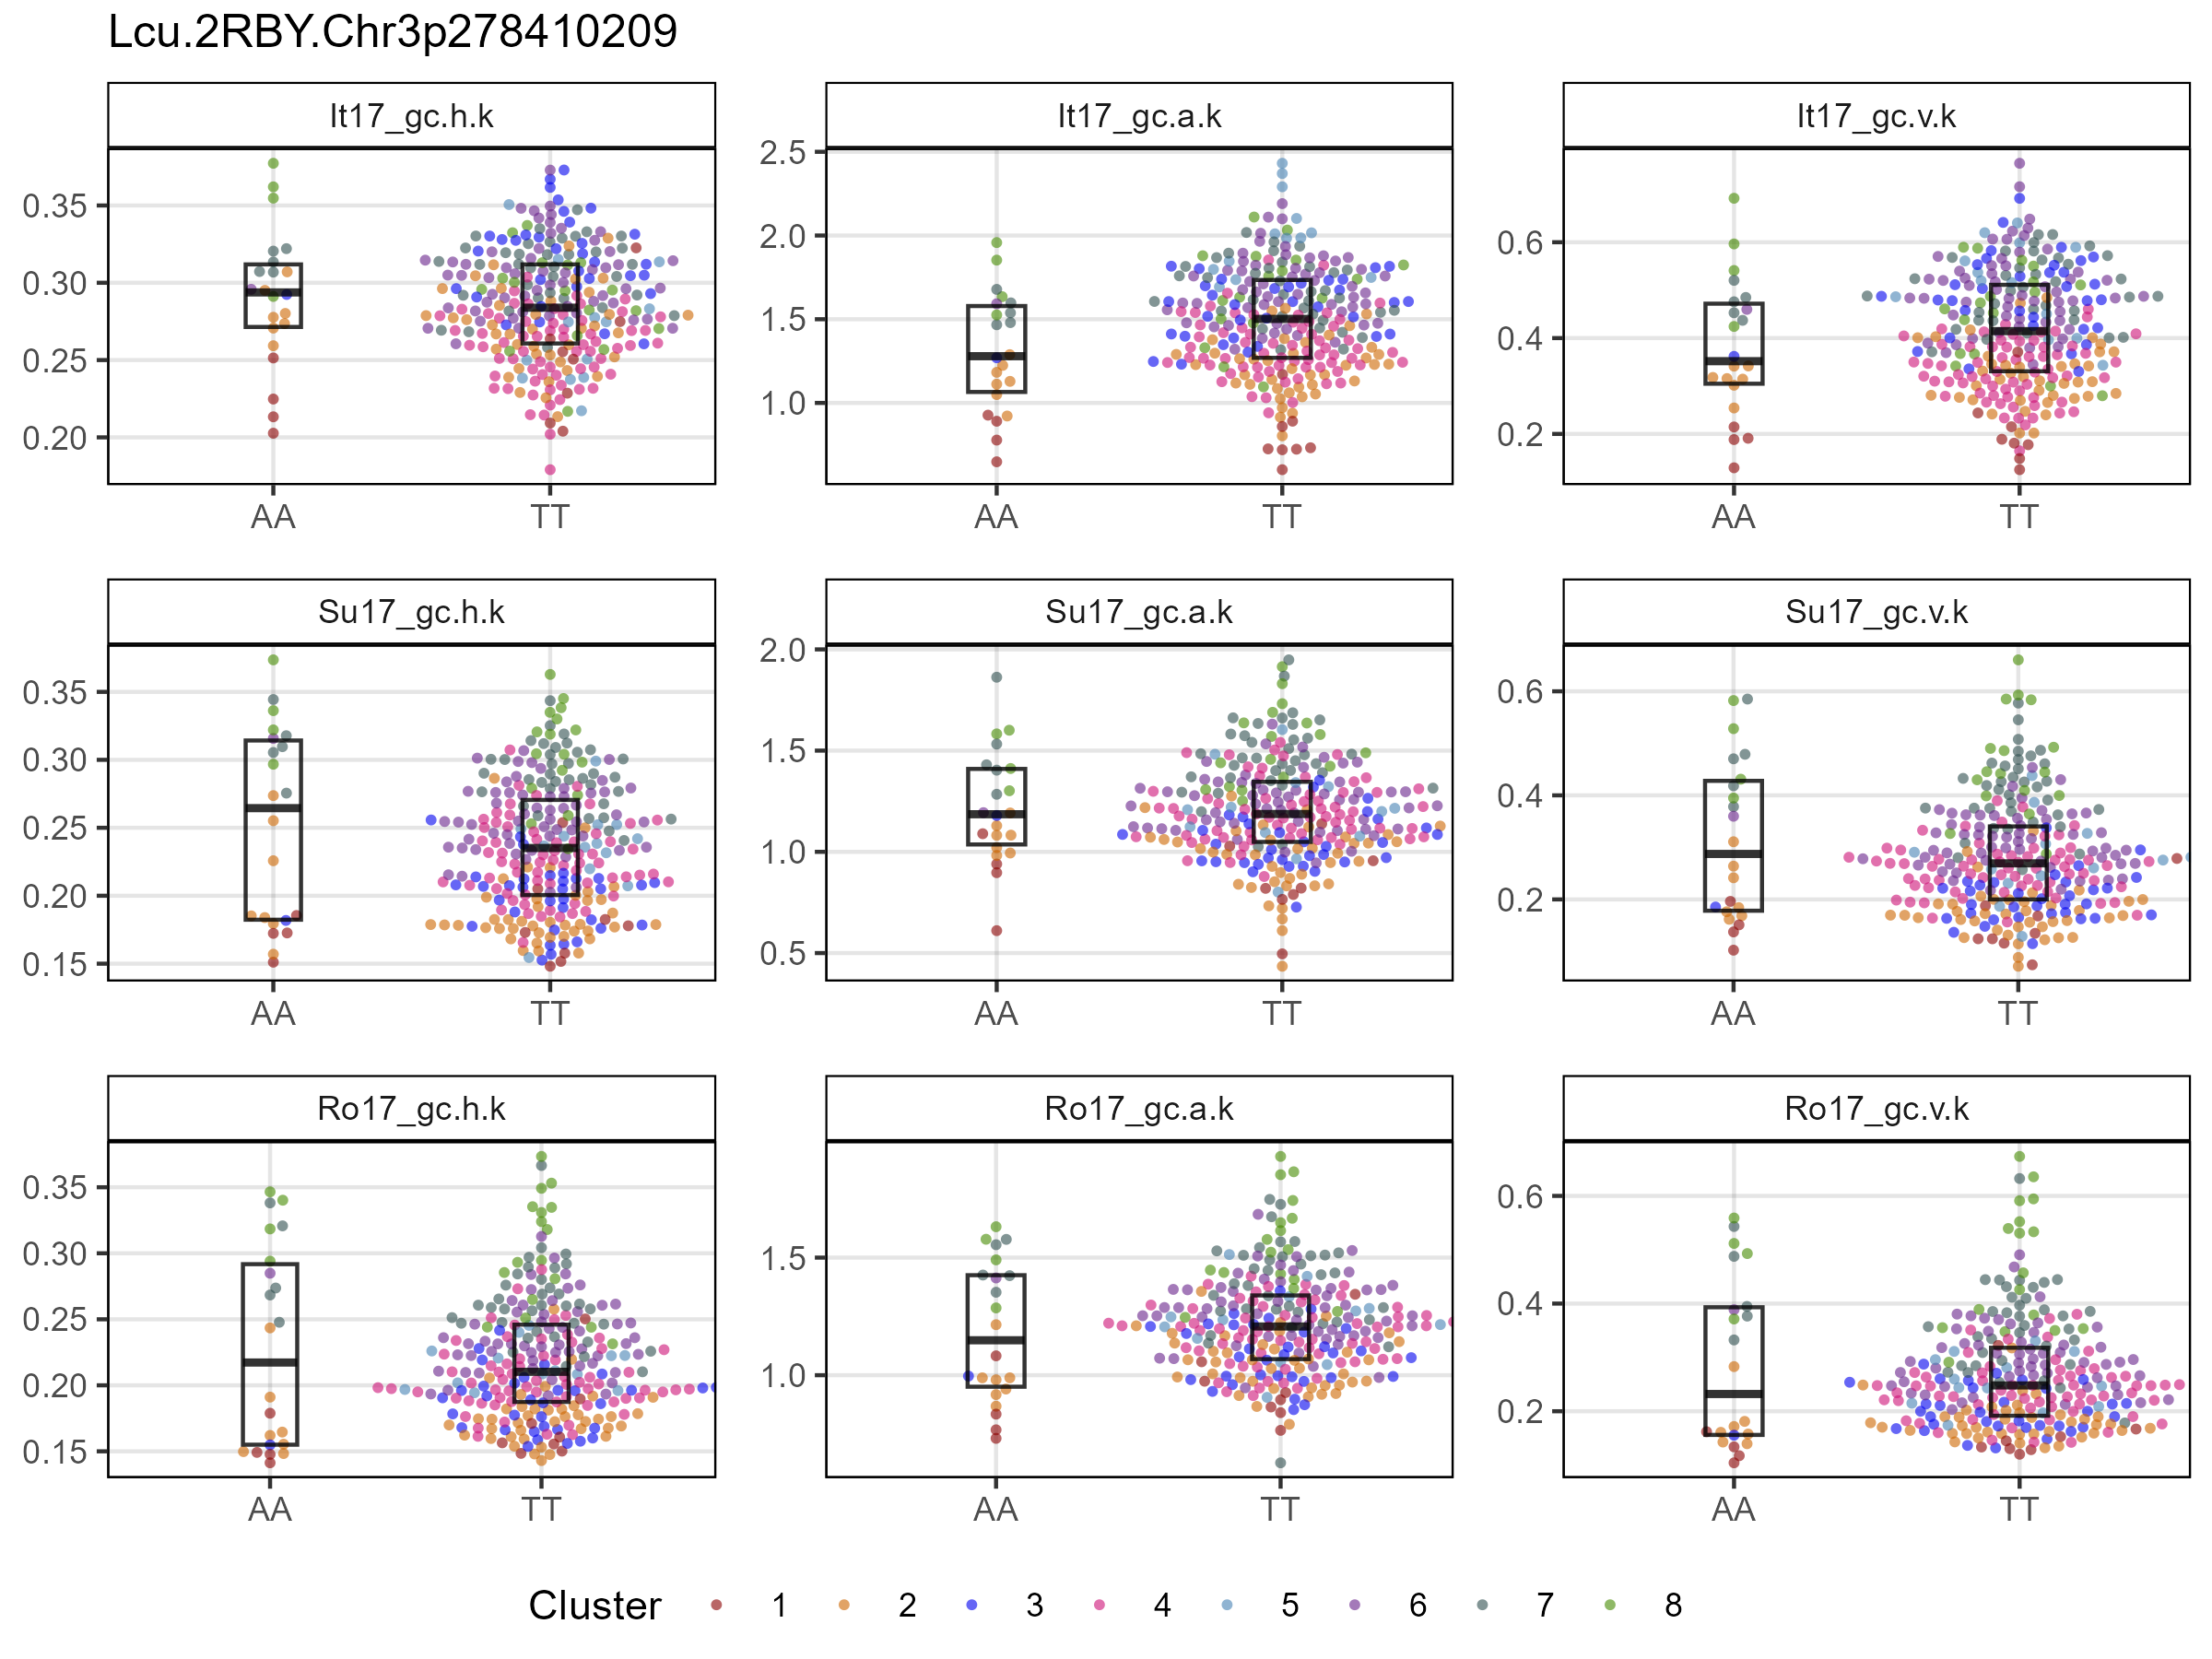 Lcu.2RBY.Chr3p278410209
It17_gc.h.k It17_gc.a.k It17_gc.v.k
0.35 0.30 0.25 0.20
2.5 2.0 1.5 1.0
0.6 0.4 0.2
AA TT AA TT AA TT
Su17_gc.h.k Su17_gc.a.k Su17_gc.v.k
0.35 0.30 0.25 0.20 0.15
2.0 1.5 1.0 0.5
0.6 0.4 0.2
AA TT AA TT AA TT
Ro17_gc.h.k Ro17_gc.a.k Ro17_gc.v.k
0.35 0.30 0.25 0.20 0.15
1.5 1.0
0.6 0.4 0.2
AA TT AA TT AA TT
Cluster 1 2 3 4 5 6 7 8